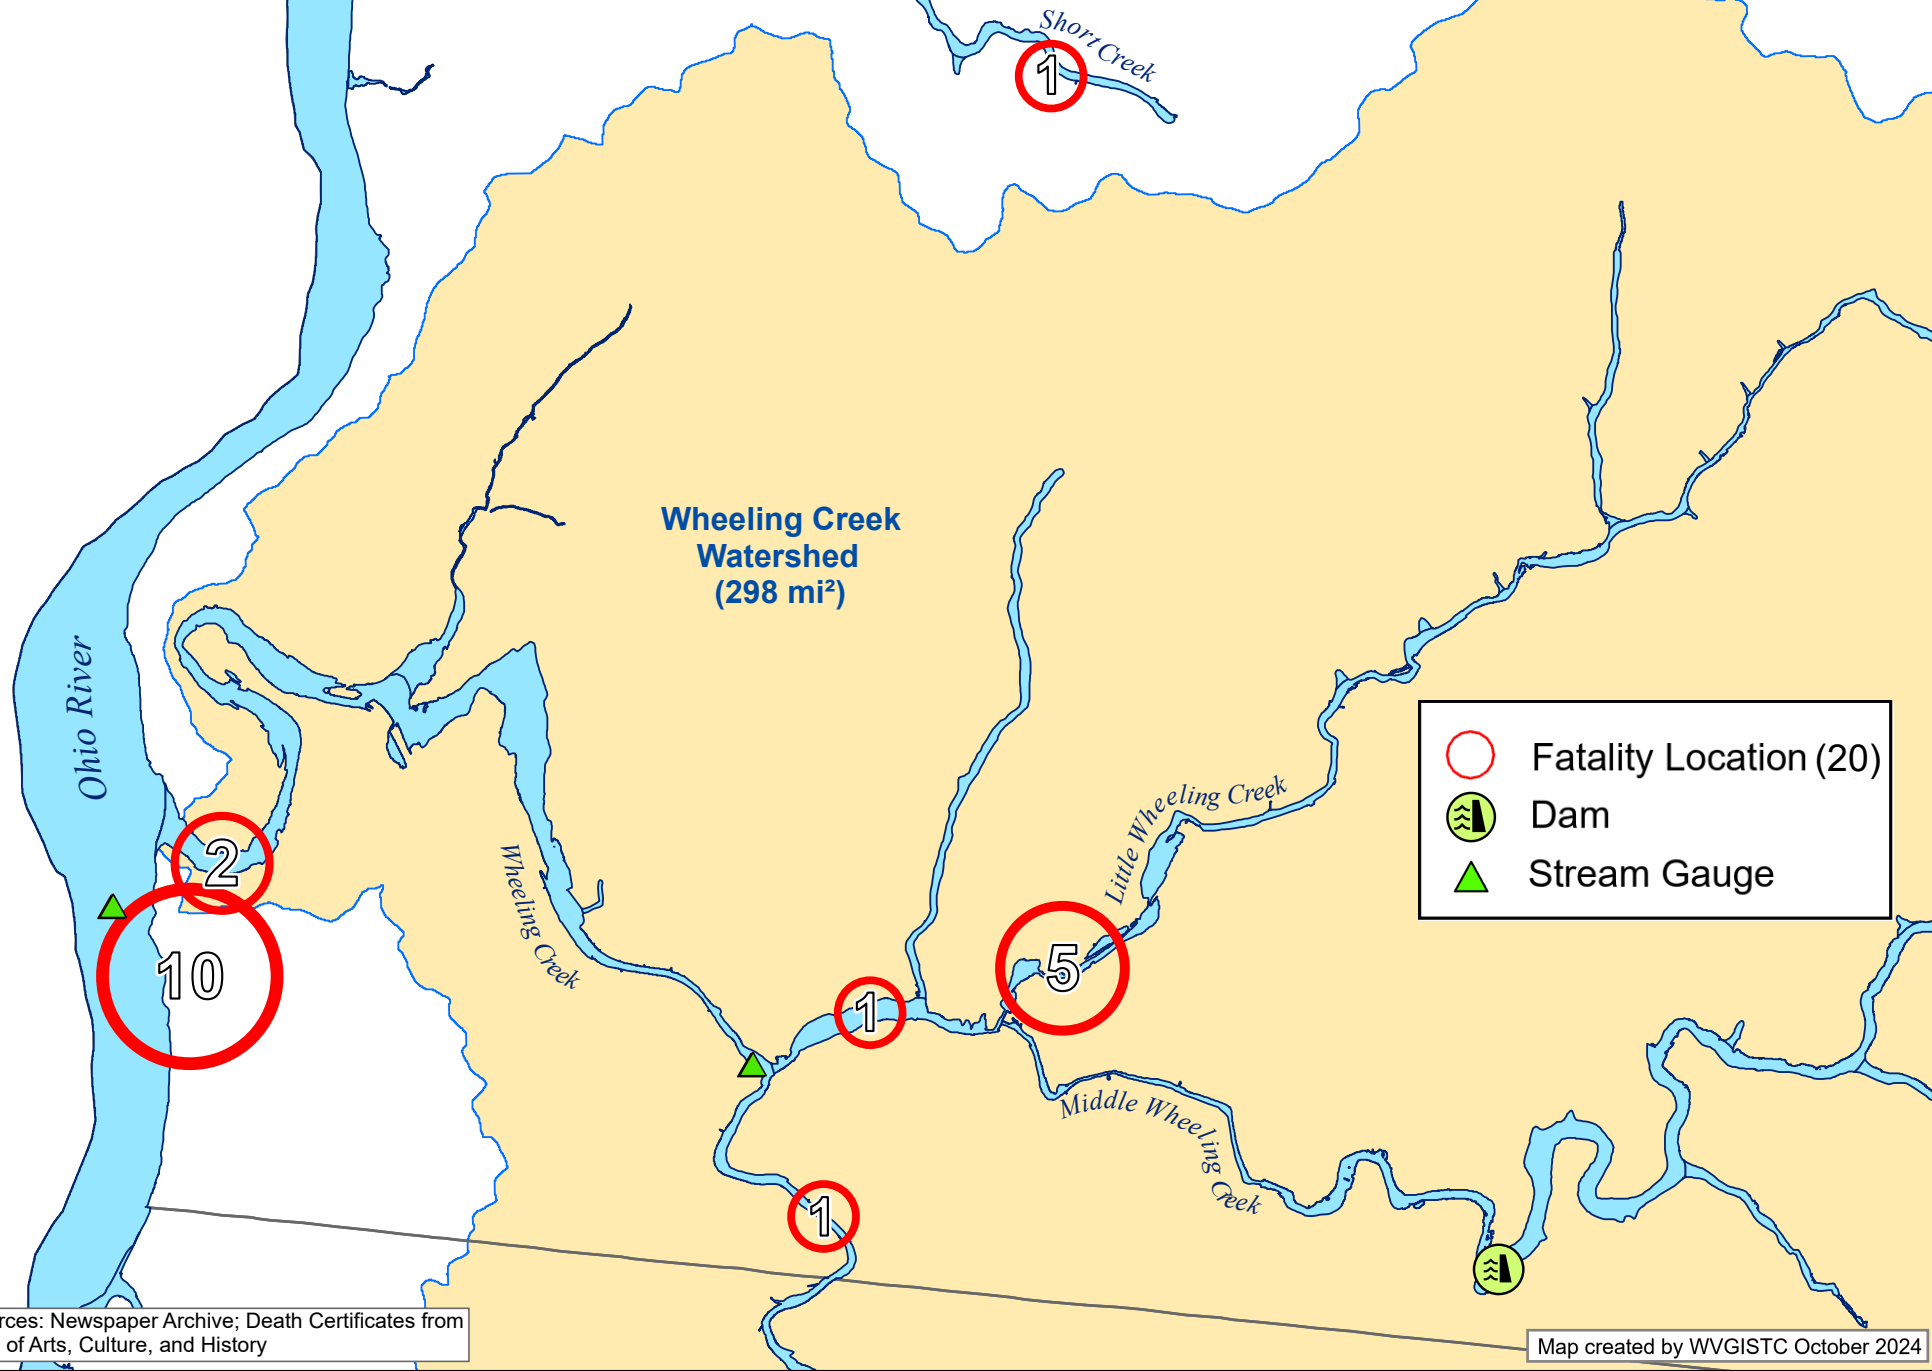 Short Creek
1
Wheeling Creek
Watershed
(298 mi²)
Ohio River
Fatality Location (20)
Dam
Stream Gauge
Little Wheeling Creek
Wheeling Creek
2
10
5
1
Middle Wheeling Creek
1
rces: Newspaper Archive; Death Certificates from
of Arts, Culture, and History
Map created by WVGISTC October 2024